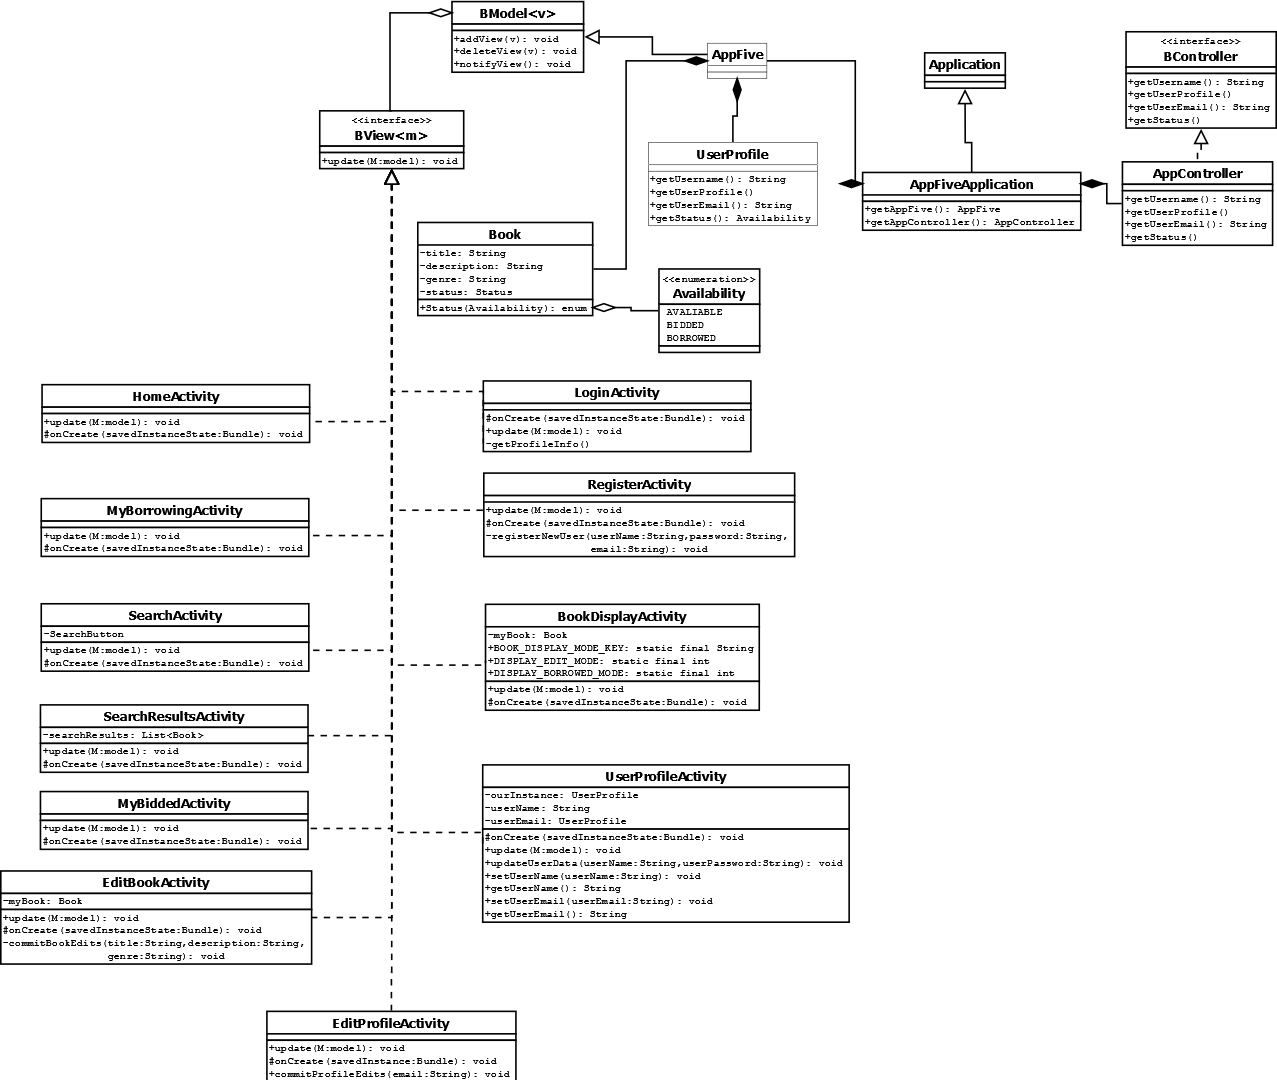 BModel<v>
+addView(v): void
+deleteView(v): void
+notifyView(): void
AppFive
<<interface>>
BController
+getUsername(): String
+getUserProfile()
+getUserEmail(): String
+getStatus()
Application
<<interface>>
BView<m>
+update(M:model): void
UserProfile
+getUsername(): String
+getUserProfile()
+getUserEmail(): String
+getStatus(): Availability
AppFiveApplication
+getAppFive(): AppFive
+getAppController(): AppController
AppController
+getUsername(): String
+getUserProfile()
+getUserEmail(): String
+getStatus()
Book
-title: String
-description: String
-genre: String
-status: Status
+Status(Availability): enum
<<enumeration>>
Availability
AVALIABLE
BIDDED
BORROWED
HomeActivity
+update(M:model): void
#onCreate(savedInstanceState:Bundle): void
LoginActivity
#onCreate(savedInstanceState:Bundle): void
+update(M:model): void
-getProfileInfo()
RegisterActivity
+update(M:model): void
#onCreate(savedInstanceState:Bundle): void
-registerNewUser(userName:String,password:String,
email:String): void
MyBorrowingActivity
+update(M:model): void
#onCreate(savedInstanceState:Bundle): void
SearchActivity
-SearchButton
+update(M:model): void
#onCreate(savedInstanceState:Bundle): void
BookDisplayActivity
-myBook: Book
+BOOK_DISPLAY_MODE_KEY: static final String
+DISPLAY_EDIT_MODE: static final int
+DISPLAY_BORROWED_MODE: static final int
+update(M:model): void
#onCreate(savedInstanceState:Bundle): void
SearchResultsActivity
-searchResults: List<Book>
+update(M:model): void
#onCreate(savedInstanceState:Bundle): void
UserProfileActivity
-ourInstance: UserProfile
-userName: String
-userEmail: UserProfile
#onCreate(savedInstanceState:Bundle): void
+update(M:model): void
+updateUserData(userName:String,userPassword:String): void
+setUserName(userName:String): void
+getUserName(): String
+setUserEmail(userEmail:String): void
+getUserEmail(): String
MyBiddedActivity
+update(M:model): void
#onCreate(savedInstanceState:Bundle): void
EditBookActivity
-myBook: Book
+update(M:model): void
#onCreate(savedInstanceState:Bundle): void
-commitBookEdits(title:String,description:String,
genre:String): void
EditProfileActivity
+update(M:model): void
#onCreate(savedInstance:Bundle): void
+commitProfileEdits(email:String): void